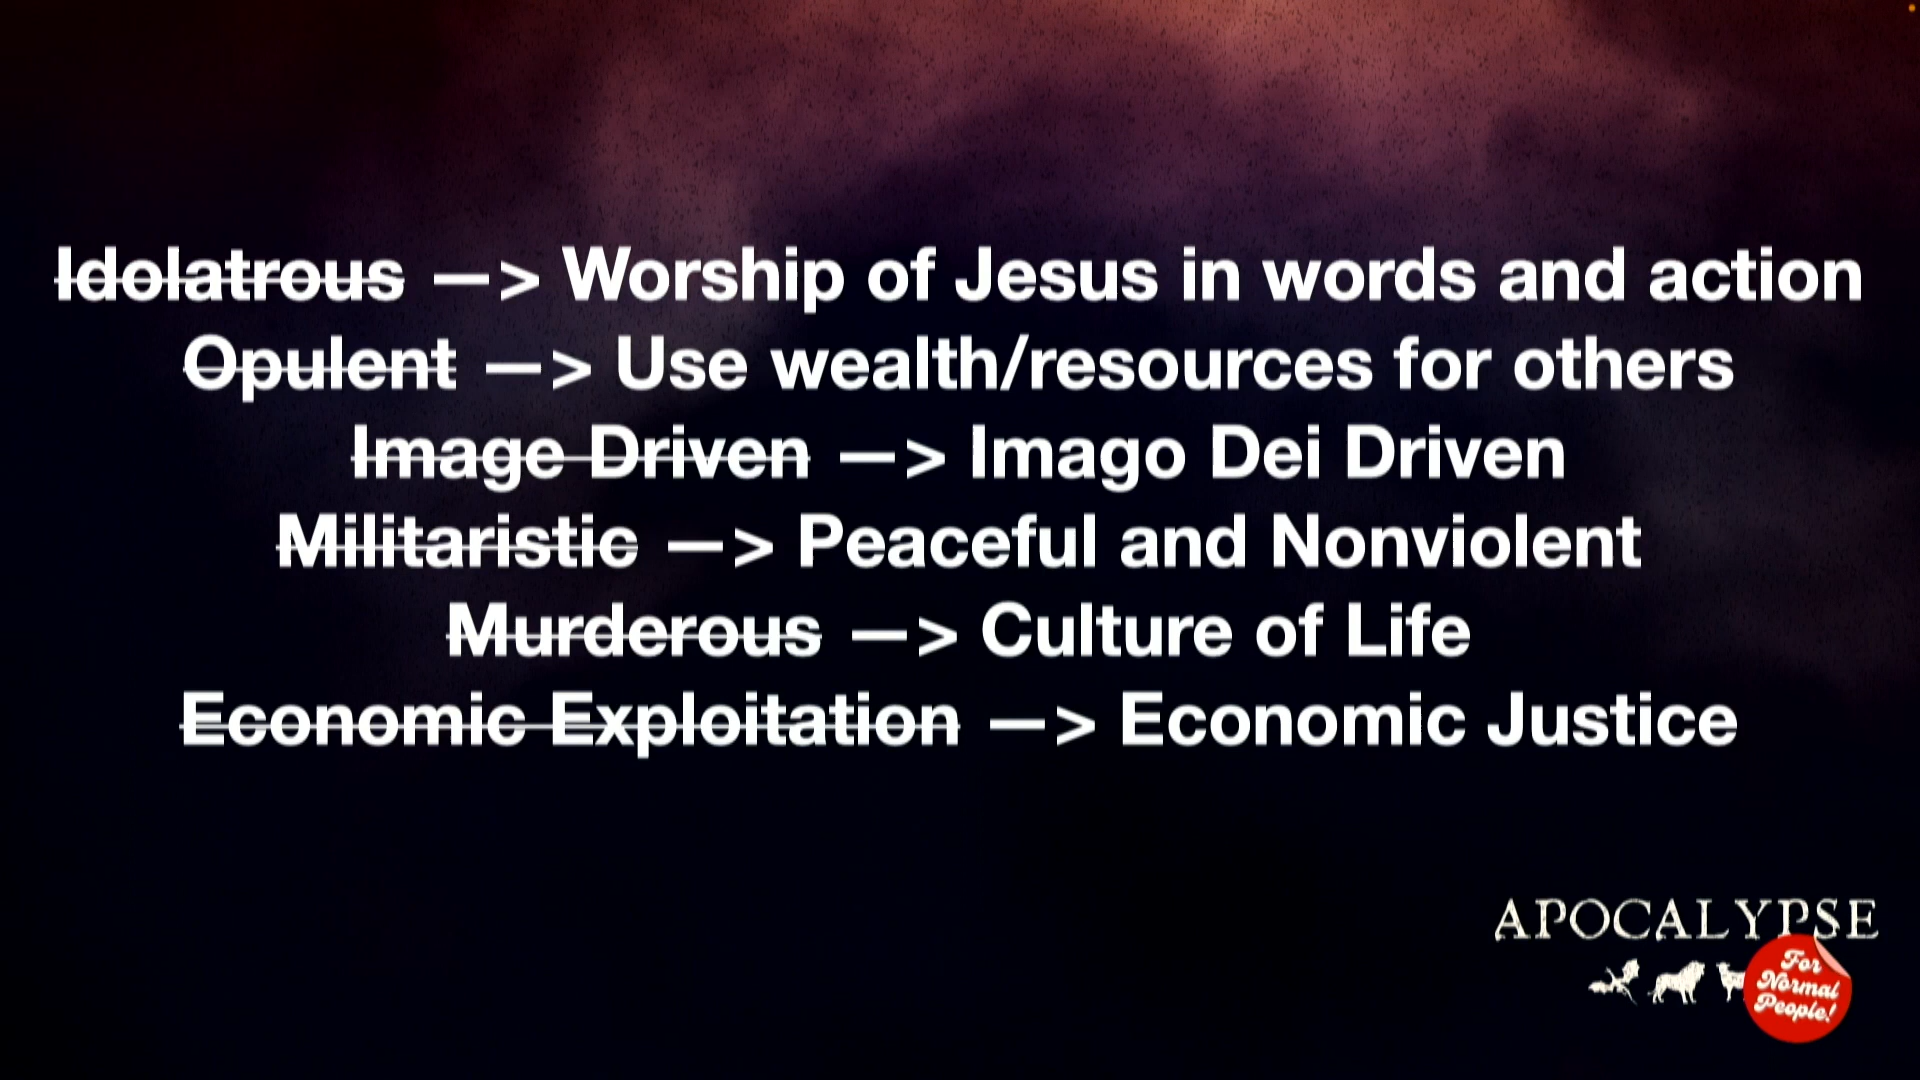 Idolatrous —> Worship of Jesus in words and action
Opulent —> Use wealth/resources for others
Image Driven —> Imago Dei Driven
Militaristic —> Peaceful and Nonviolent
Murderous —> Culture of Life
Economic Exploitation —> Economic Justice
APOCALYPSE
For
Normal
People!